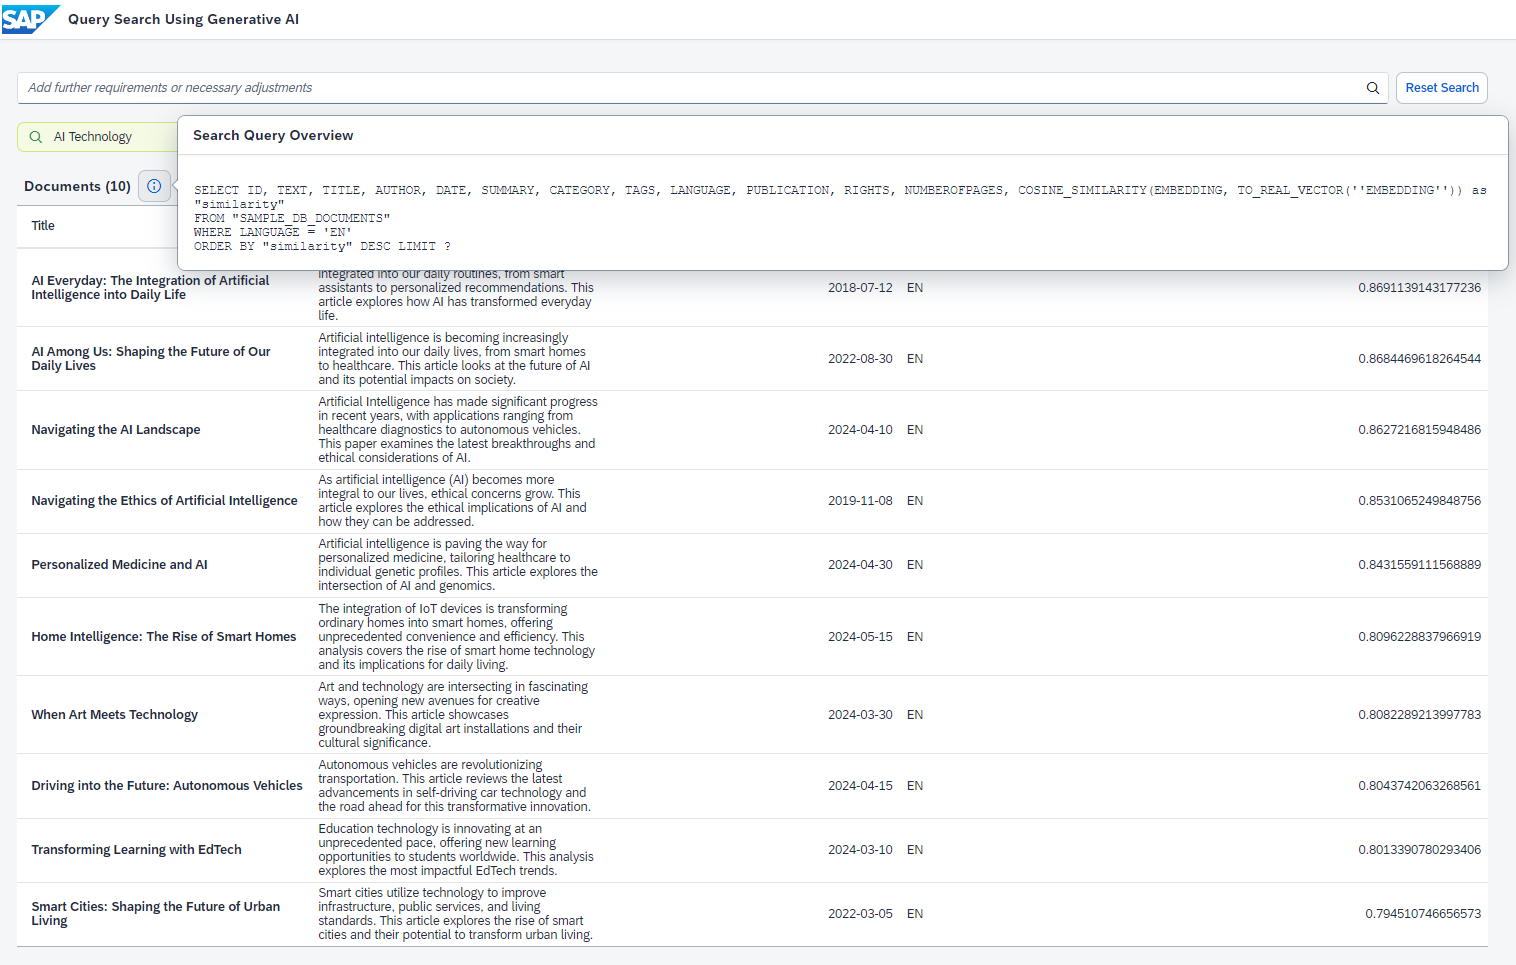 SAP Query Search Using Generative AI
Add further requirements or necessary adjustments
Reset Search
AI Technology
Search Query Overview
Documents (10)
SELECT ID, TEXT, TITLE, AUTHOR, DATE, SUMMARY, CATEGORY, TAGS, LANGUAGE, PUBLICATION, RIGHTS, NUMBEROFPAGES, COSINE_SIMILARITY(EMBEDDING, TO_REAL_VECTOR(''EMBEDDING'')) as
"similarity"
FROM "SAMPLE_DB_DOCUMENTS"
WHERE LANGUAGE = 'EN'
ORDER BY "similarity" DESC LIMIT ?
Title
AI Everyday: The Integration of Artificial
Intelligence into Daily Life
integrated into our daily routines, from smart
assistants to personalized recommendations. This
article explores how AI has transformed everyday
life.
2018-07-12 EN 0.8691139143177236
AI Among Us: Shaping the Future of Our
Daily Lives
Artificial intelligence is becoming increasingly
integrated into our daily lives, from smart homes
to healthcare. This article looks at the future of AI
and its potential impacts on society.
2022-08-30 EN 0.8684469618264544
Navigating the AI Landscape
Artificial Intelligence has made significant progress
in recent years, with applications ranging from
healthcare diagnostics to autonomous vehicles.
This paper examines the latest breakthroughs and
ethical considerations of AI.
2024-04-10 EN 0.8627216815948486
Navigating the Ethics of Artificial Intelligence
As artificial intelligence (AI) becomes more
integral to our lives, ethical concerns grow. This
article explores the ethical implications of AI and
how they can be addressed.
2019-11-08 EN 0.8531065249848756
Personalized Medicine and AI
Artificial intelligence is paving the way for
personalized medicine, tailoring healthcare to
individual genetic profiles. This article explores the
intersection of AI and genomics.
2024-04-30 EN 0.8431559111568889
Home Intelligence: The Rise of Smart Homes
The integration of IoT devices is transforming
ordinary homes into smart homes, offering
unprecedented convenience and efficiency. This
analysis covers the rise of smart home technology
and its implications for daily living.
2024-05-15 EN 0.8096228837966919
When Art Meets Technology
Art and technology are intersecting in fascinating
ways, opening new avenues for creative
expression. This article showcases
groundbreaking digital art installations and their
cultural significance.
2024-03-30 EN 0.8082289213997783
Driving into the Future: Autonomous Vehicles
Autonomous vehicles are revolutionizing
transportation. This article reviews the latest
advancements in self-driving car technology and
the road ahead for this transformative innovation.
2024-04-15 EN 0.8043742063268561
Transforming Learning with EdTech
Education technology is innovating at an
unprecedented pace, offering new learning
opportunities to students worldwide. This analysis
explores the most impactful EdTech trends.
2024-03-10 EN 0.8013390780293406
Smart Cities: Shaping the Future of Urban
Living
Smart cities utilize technology to improve
infrastructure, public services, and living
standards. This article explores the rise of smart
cities and their potential to transform urban living.
2022-03-05 EN 0.794510746656573